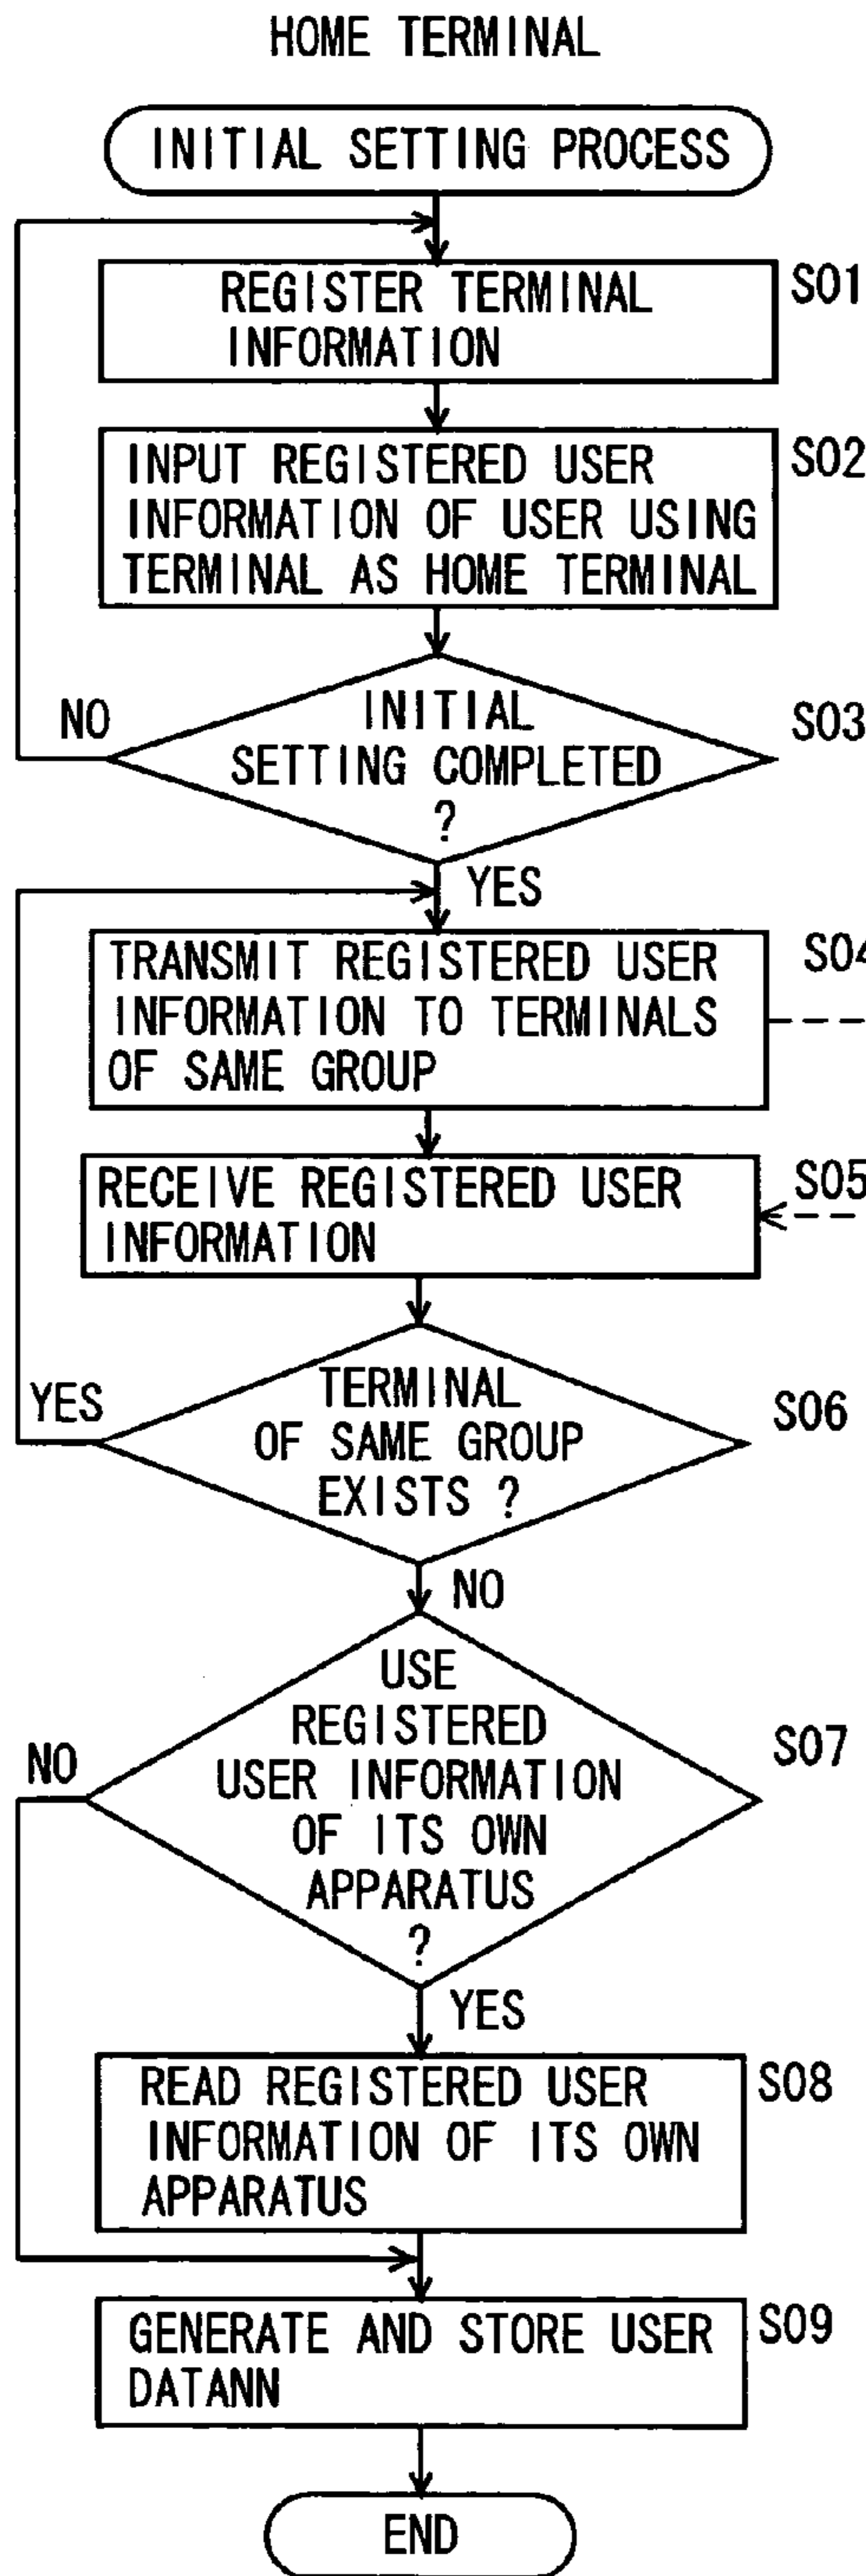 HOME TERMINAL
INITIAL SETTING PROCESS
REGISTER TERMINAL
INFORMATION
S01
INPUT REGISTERED USER
INFORMATION OF USER USING
TERMINAL AS HOME TERMINAL
S02
NO
INITIAL
SETTING COMPLETED
?
S03
YES
TRANSMIT REGISTERED USER
INFORMATION TO TERMINALS
OF SAME GROUP
S04
RECEIVE REGISTERED USER
INFORMATION
S05
YES
TERMINAL
OF SAME GROUP
EXISTS ?
S06
NO
USE
REGISTERED
USER INFORMATION
OF ITS OWN
APPARATUS
?
S07
NO
YES
READ REGISTERED USER
INFORMATION OF ITS OWN
APPARATUS
S08
GENERATE AND STORE USER
DATANN
S09
END